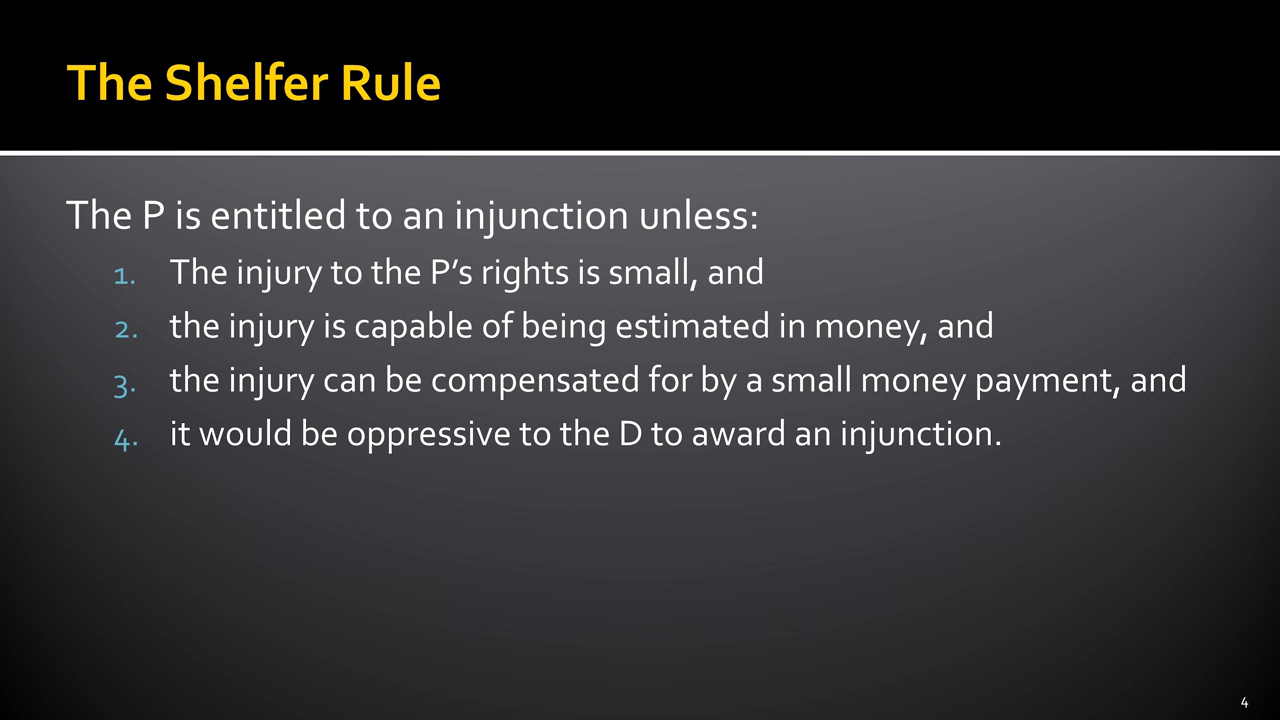 The Shelfer Rule
The P is entitled to an injunction unless:
1. The injury to the P’s rights is small, and
2. the injury is capable of being estimated in money, and
3. the injury can be compensated for by a small money payment, and
4. it would be oppressive to the D to award an injunction.
4